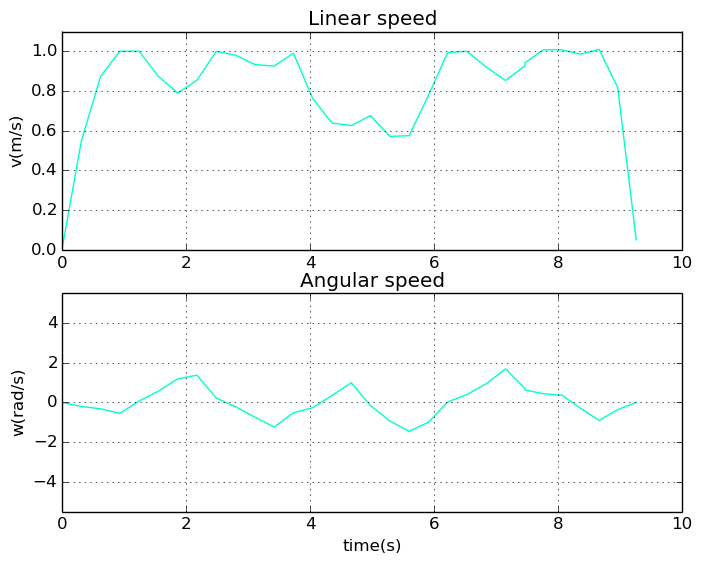 Linear speed
1.0
0.8
0.6
0.4
0.2
0.0
v(m/s)
0 2 4 6 8 10
Angular speed
4
2
0
−2
−4
w(rad/s)
0 2 4 6 8 10
time(s)